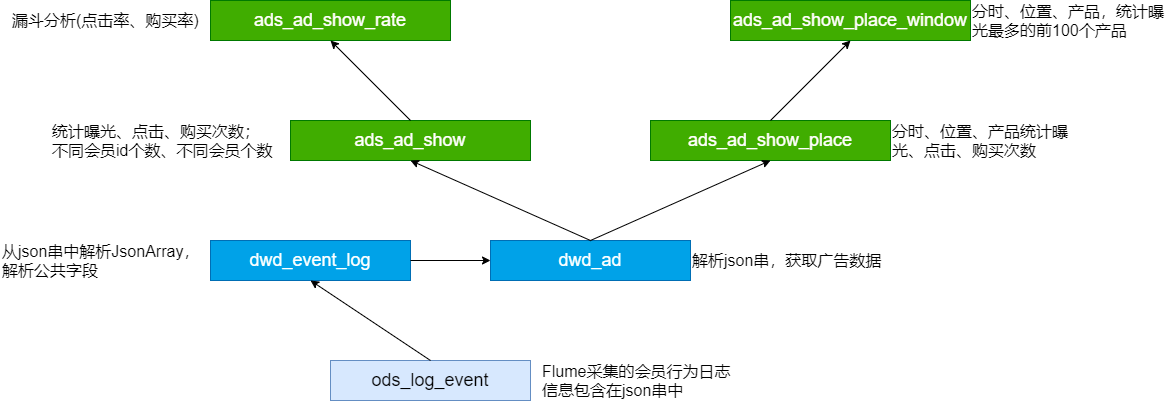 漏斗分析(点击率、购买率)
ads_ad_show_rate
ads_ad_show_place_window
分时、位置、产品，统计曝
光最多的前100个产品
统计曝光、点击、购买次数；
不同会员id个数、不同会员个数
ads_ad_show
ads_ad_show_place
分时、位置、产品统计曝
光、点击、购买次数
从json串中解析JsonArray，
解析公共字段
dwd_event_log
dwd_ad
解析json串，获取广告数据
ods_log_event
Flume采集的会员行为日志
信息包含在json串中